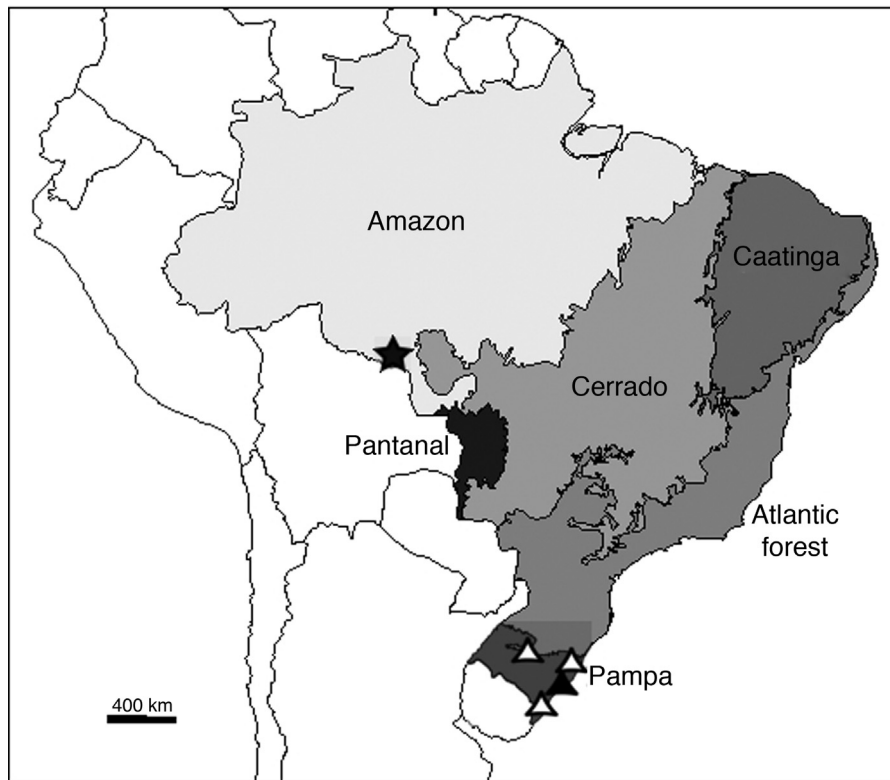 Amazon
Caatinga
Cerrado
Pantanal
Atlantic
forest
Pampa
400 km